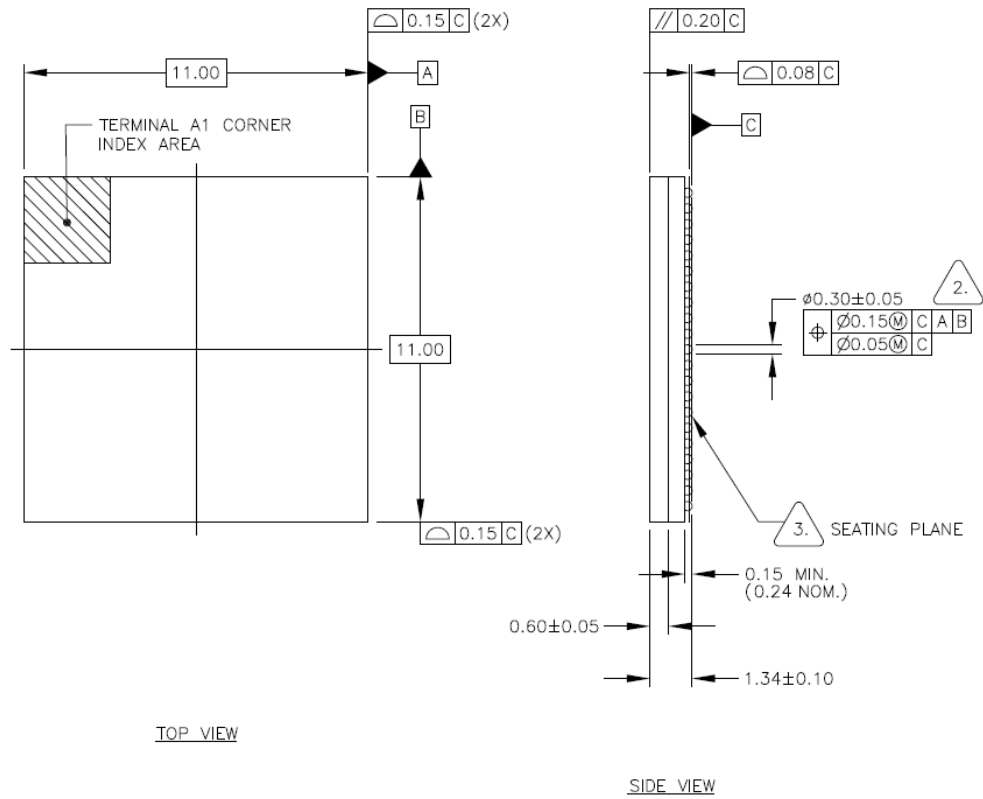 ⌓ 0.15 C (2X)
// 0.20 C
11.00
A
⌓ 0.08 C
B
C
TERMINAL A1 CORNER
INDEX AREA
2.
ø0.30±0.05
⌖ Ø0.15Ⓜ C A B
Ø0.05Ⓜ C
11.00
3. SEATING PLANE
⌓ 0.15 C (2X)
0.15 MIN.
(0.24 NOM.)
0.60±0.05
1.34±0.10
TOP VIEW
SIDE VIEW